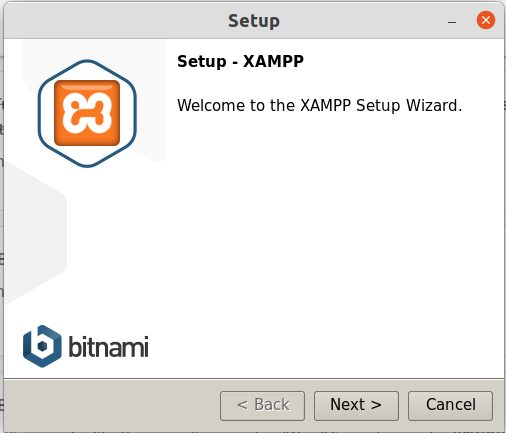 Setup
Setup - XAMPP
Welcome to the XAMPP Setup Wizard.
bitnami
< Back
Next >
Cancel